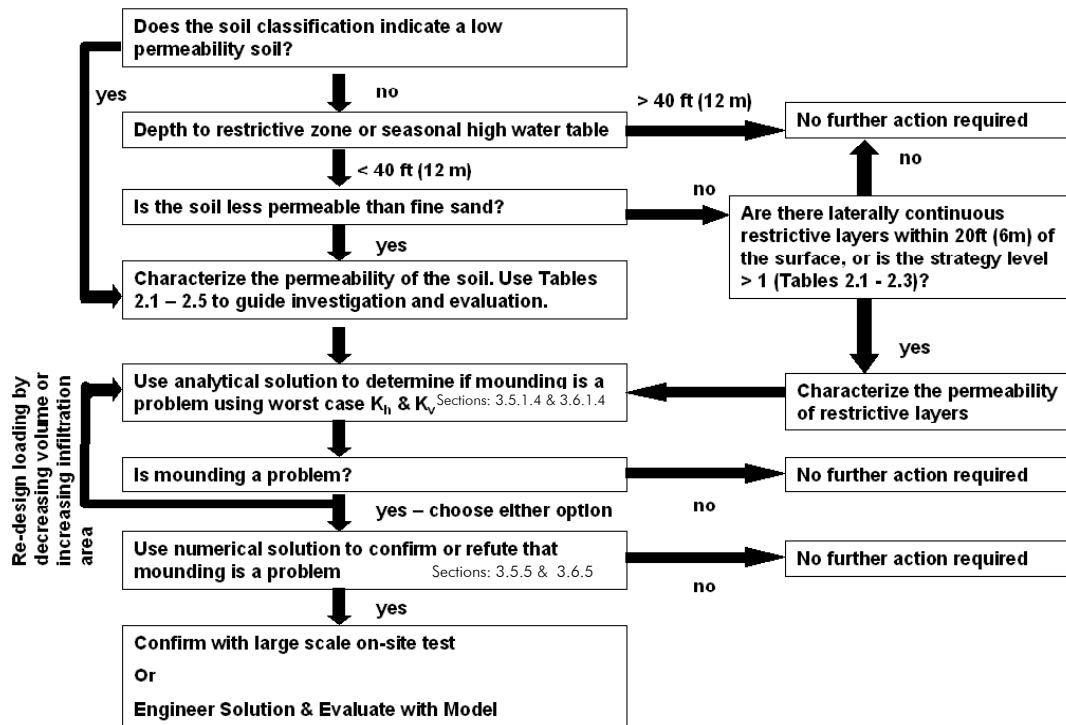 Does the soil classification indicate a low
permeability soil?
yes
no
> 40 ft (12 m)
Depth to restrictive zone or seasonal high water table
No further action required
< 40 ft (12 m)
no
no
Is the soil less permeable than fine sand?
Are there laterally continuous
restrictive layers within 20ft (6m) of
the surface, or is the strategy level
> 1 (Tables 2.1 - 2.3)?
yes
Characterize the permeability of the soil. Use Tables
2.1 – 2.5 to guide investigation and evaluation.
yes
Use analytical solution to determine if mounding is a
problem using worst case Kh & Kv Sections: 3.5.1.4 & 3.6.1.4
Characterize the permeability
of restrictive layers
Re-design loading by
decreasing volume or
increasing infiltration
area
Is mounding a problem?
No further action required
no
yes – choose either option
Use numerical solution to confirm or refute that
mounding is a problem Sections: 3.5.5 & 3.6.5
No further action required
no
yes
Confirm with large scale on-site test
Or
Engineer Solution & Evaluate with Model